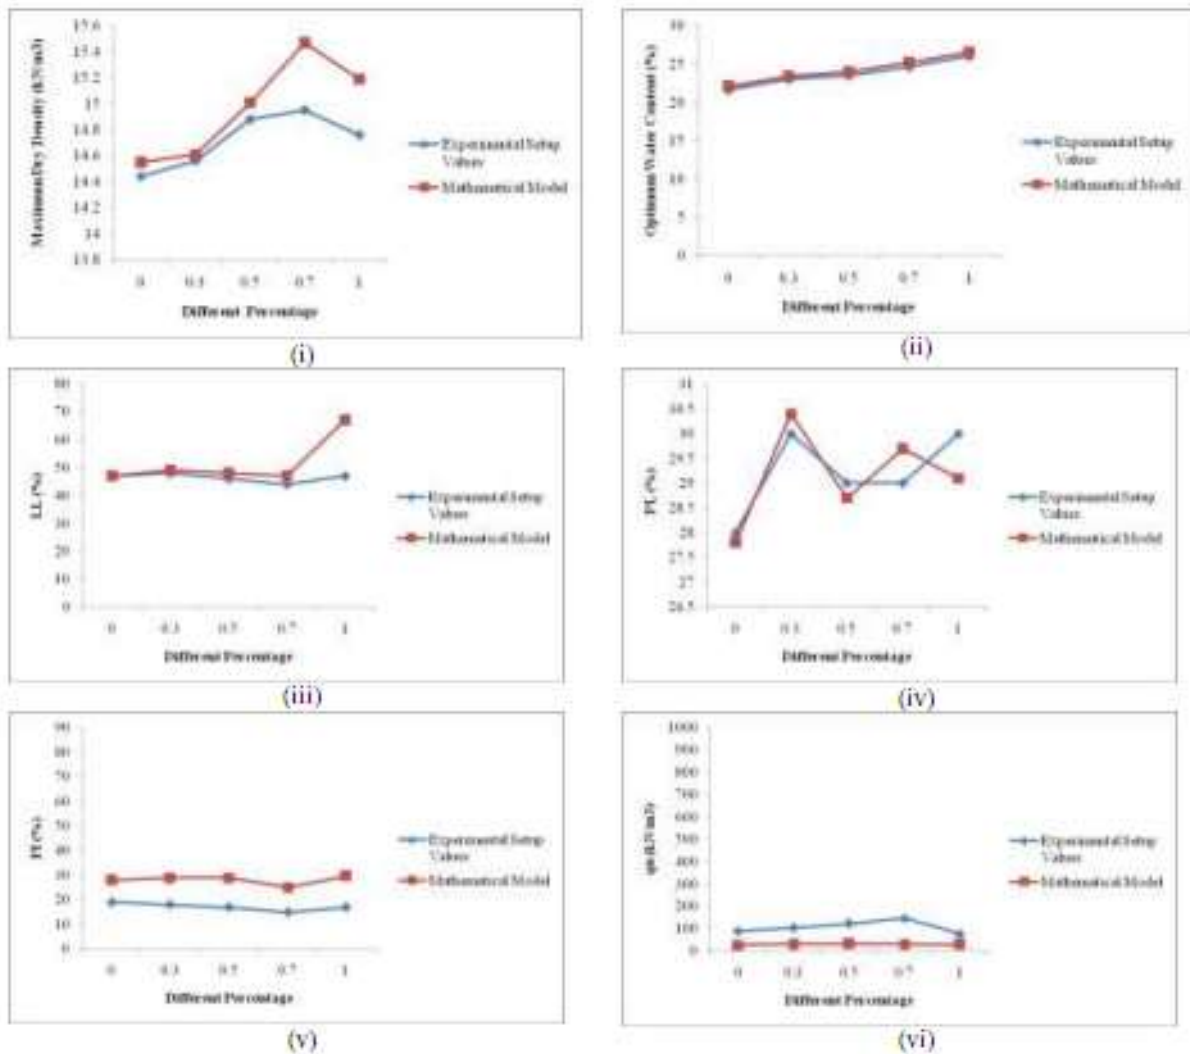 15.6
15.4
15.2
15
14.8
14.6
14.4
14.2
14
13.8
Maximum Dry Density (kN/m3)
0
0.3
0.5
0.7
1
Different Percentage
Experimental Setup
Values
Mathematical Model
(i)
30
25
20
15
10
5
0
Optimum Water Content (%)
0
0.3
0.5
0.7
1
Different Percentage
Experimental Setup
Values
Mathematical Model
(ii)
80
70
60
50
40
30
20
10
0
LL (%)
0
0.3
0.5
0.7
1
Different Percentage
Experimental Setup
Values
Mathematical Model
(iii)
31
30.5
30
29.5
29
28.5
28
27.5
27
26.5
PL (%)
0
0.3
0.5
0.7
1
Different Percentage
Experimental Setup
Values
Mathematical Model
(iv)
90
80
70
60
50
40
30
20
10
0
PI (%)
0
0.3
0.5
0.7
1
Different Percentage
Experimental Setup
Values
Mathematical Model
(v)
1000
900
800
700
600
500
400
300
200
100
0
qu (kN/m3)
0
0.3
0.5
0.7
1
Different Percentage
Experimental Setup
Values
Mathematical Model
(vi)